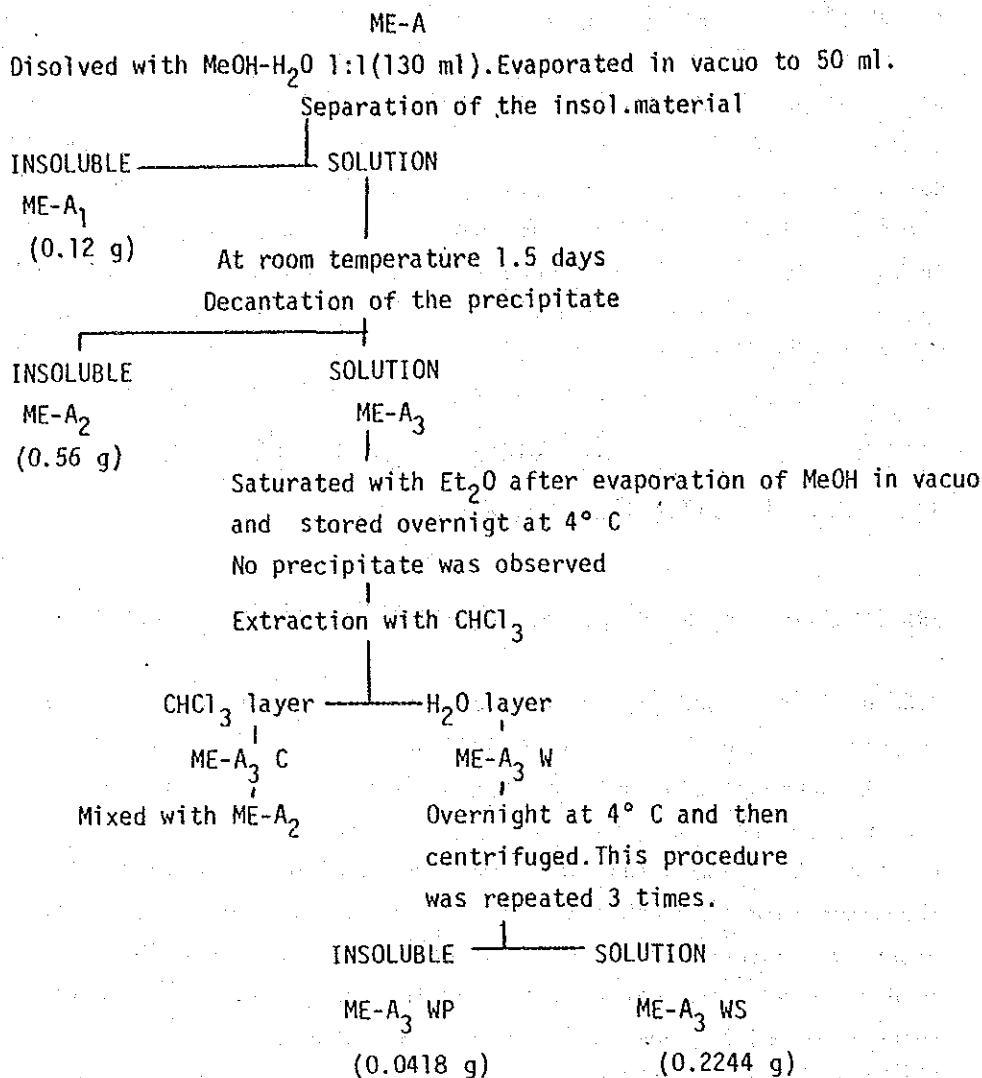 ME-A
Disolved with MeOH-H2O 1:1(130 ml).Evaporated in vacuo to 50 ml.
Separation of the insol.material
INSOLUBLE SOLUTION
ME-A1
(0.12 g)
At room temperature 1.5 days
Decantation of the precipitate
INSOLUBLE SOLUTION
ME-A2 ME-A3
(0.56 g)
Saturated with Et2O after evaporation of MeOH in vacuo
and stored overnigt at 4° C
No precipitate was observed
Extraction with CHCl3
CHCl3 layer H2O layer
ME-A3 C ME-A3 W
Mixed with ME-A2 Overnight at 4° C and then
centrifuged.This procedure
was repeated 3 times.
INSOLUBLE SOLUTION
ME-A3 WP ME-A3 WS
(0.0418 g) (0.2244 g)